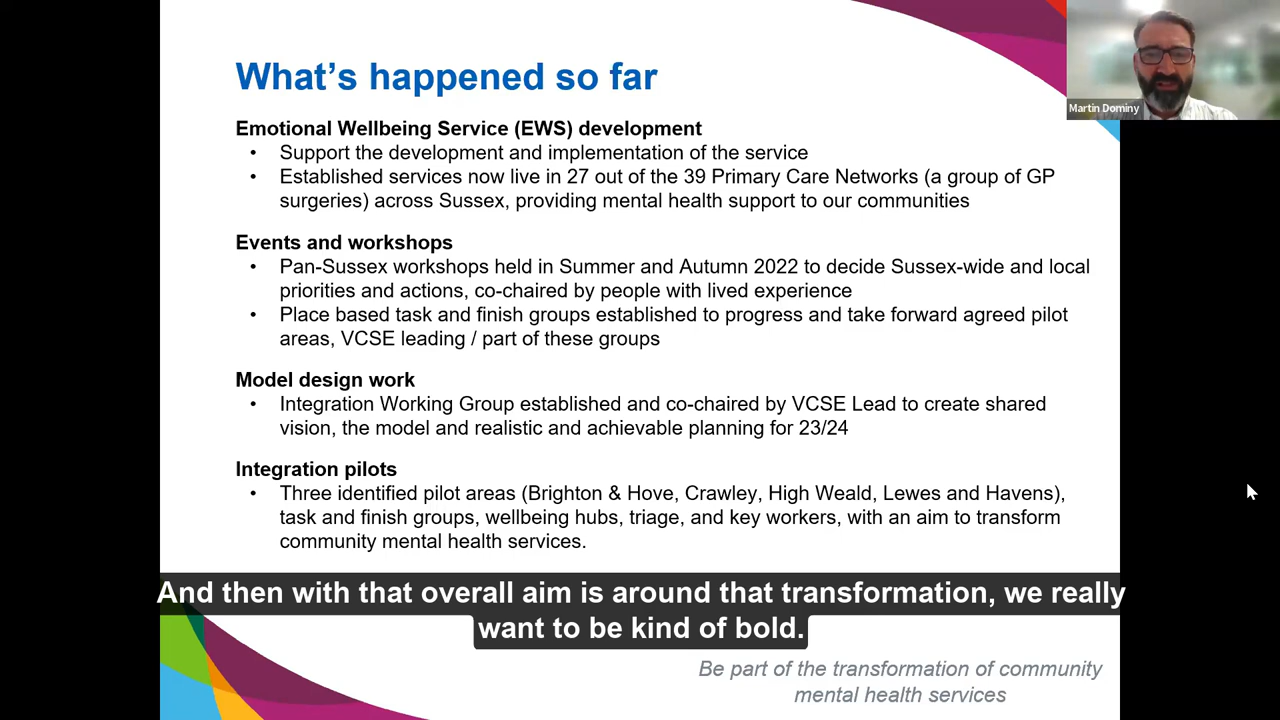 What's happened so far
Martin Dominy
Emotional Wellbeing Service (EWS) development
• Support the development and implementation of the service
• Established services now live in 27 out of the 39 Primary Care Networks (a group of GP
surgeries) across Sussex, providing mental health support to our communities
Events and workshops
• Pan-Sussex workshops held in Summer and Autumn 2022 to decide Sussex-wide and local
priorities and actions, co-chaired by people with lived experience
• Place based task and finish groups established to progress and take forward agreed pilot
areas, VCSE leading / part of these groups
Model design work
• Integration Working Group established and co-chaired by VCSE Lead to create shared
vision, the model and realistic and achievable planning for 23/24
Integration pilots
• Three identified pilot areas (Brighton & Hove, Crawley, High Weald, Lewes and Havens),
task and finish groups, wellbeing hubs, triage, and key workers, with an aim to transform
community mental health services.
And then with that overall aim is around that transformation, we really
want to be kind of bold.
Be part of the transformation of community
mental health services